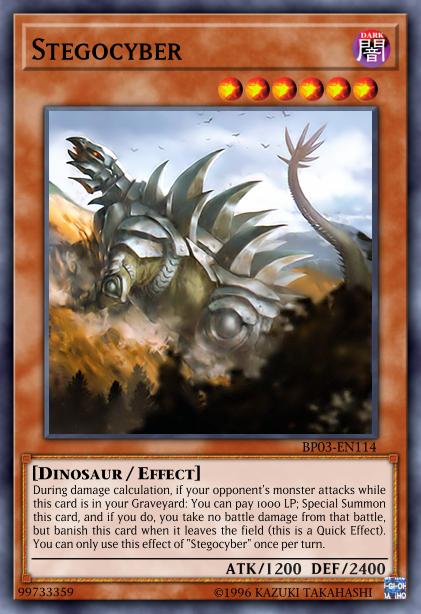 STEGOCYBER
DARK
闇
BP03-EN114
[DINOSAUR / EFFECT]
During damage calculation, if your opponent's monster attacks while
this card is in your Graveyard: You can pay 1000 LP; Special Summon
this card, and if you do, you take no battle damage from that battle,
but banish this card when it leaves the field (this is a Quick Effect).
You can only use this effect of "Stegocyber" once per turn.
ATK/1200 DEF/2400
99733359
©1996 KAZUKI TAKAHASHI